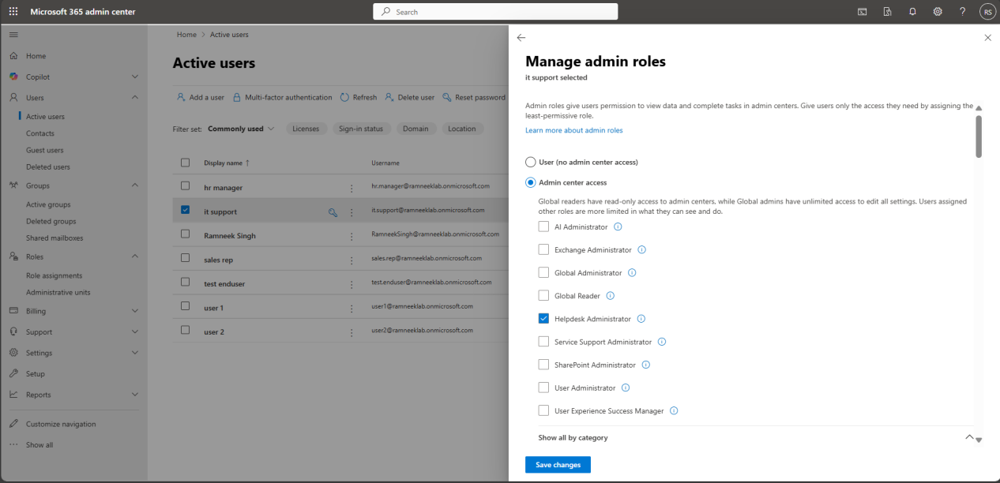 Microsoft 365 admin center
Search
RS
Home
Copilot
Users
Active users
Contacts
Guest users
Deleted users
Groups
Active groups
Deleted groups
Shared mailboxes
Roles
Role assignments
Administrative units
Billing
Support
Settings
Setup
Reports
Customize navigation
Show all
Home > Active users
Active users
Add a user Multi-factor authentication Refresh Delete user Reset password
Filter set: Commonly used Licenses Sign-in status Domain Location
Display name ↑ Username
hr manager hr.manager@ramneeklab.onmicrosoft.com
it support it.support@ramneeklab.onmicrosoft.com
Ramneek Singh RamneekSingh@ramneeklab.onmicrosoft.com
sales rep sales.rep@ramneeklab.onmicrosoft.com
test enduser test.enduser@ramneeklab.onmicrosoft.com
user 1 user1@ramneeklab.onmicrosoft.com
user 2 user2@ramneeklab.onmicrosoft.com
Manage admin roles
it support selected
Admin roles give users permission to view data and complete tasks in admin centers. Give users only the access they need by assigning the
least-permissive role.
Learn more about admin roles
User (no admin center access)
Admin center access
Global readers have read-only access to admin centers, while Global admins have unlimited access to edit all settings. Users assigned
other roles are more limited in what they can see and do.
AI Administrator
Exchange Administrator
Global Administrator
Global Reader
Helpdesk Administrator
Service Support Administrator
SharePoint Administrator
User Administrator
User Experience Success Manager
Show all by category
Save changes